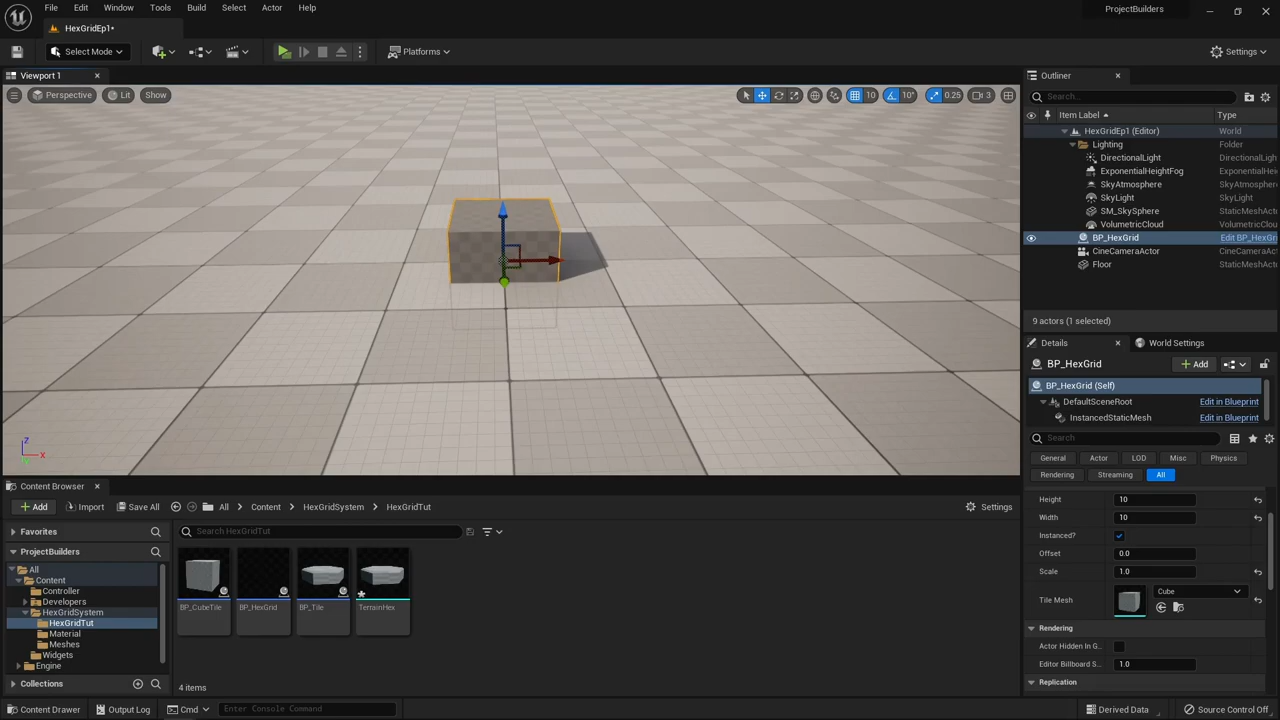 File Edit Window Tools Build Select Actor Help
ProjectBuilders
HexGridEp1•
Select Mode
Platforms
Settings
Viewport 1
Perspective Lit Show
10 10° 0.25 3
Z
X
Outliner
Search...
Item Label Type
HexGridEp1 (Editor) World
Lighting Folder
DirectionalLight DirectionalLigh
ExponentialHeightFog ExponentialHei
SkyAtmosphere SkyAtmosphere
SkyLight SkyLight
SM_SkySphere StaticMeshActo
VolumetricCloud VolumetricCloud
BP_HexGrid Edit BP_HexGri
CineCameraActor CineCameraActor
Floor StaticMeshActo
9 actors (1 selected)
Details World Settings
BP_HexGrid
Add
BP_HexGrid (Self)
DefaultSceneRoot Edit in Blueprint
InstancedStaticMesh Edit in Blueprint
Search
General Actor LOD Misc Physics
Rendering Streaming All
Height 10
Width 10
Instanced?
Offset 0.0
Scale 1.0
Tile Mesh Cube
Rendering
Actor Hidden In G...
Editor Billboard S... 1.0
Replication
Content Browser
Add Import Save All All Content HexGridSystem HexGridTut Settings
Favorites
Search HexGridTut
ProjectBuilders
All
Content
Controller
Developers
HexGridSystem
HexGridTut
Material
Meshes
Widgets
Engine
Collections
BP_CubeTile BP_HexGrid BP_Tile TerrainHex
4 items
Content Drawer Output Log Cmd Enter Console Command
Derived Data Source Control Off